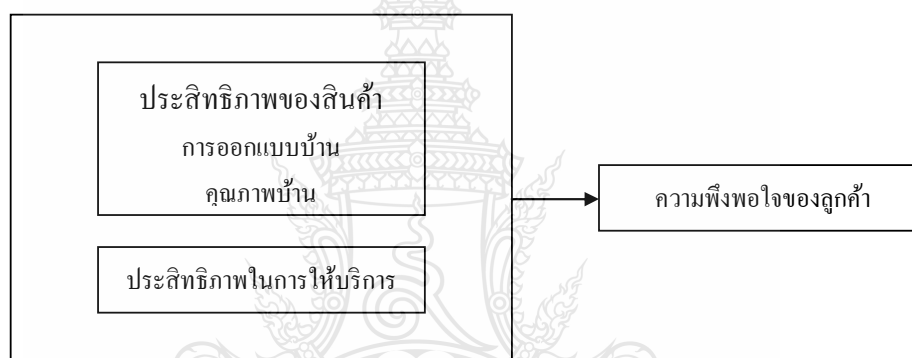 ประสิทธิภาพของสินค้า
การออกแบบบ้าน
คุณภาพบ้าน
ประสิทธิภาพในการให้บริการ
ความพึงพอใจของลูกค้า